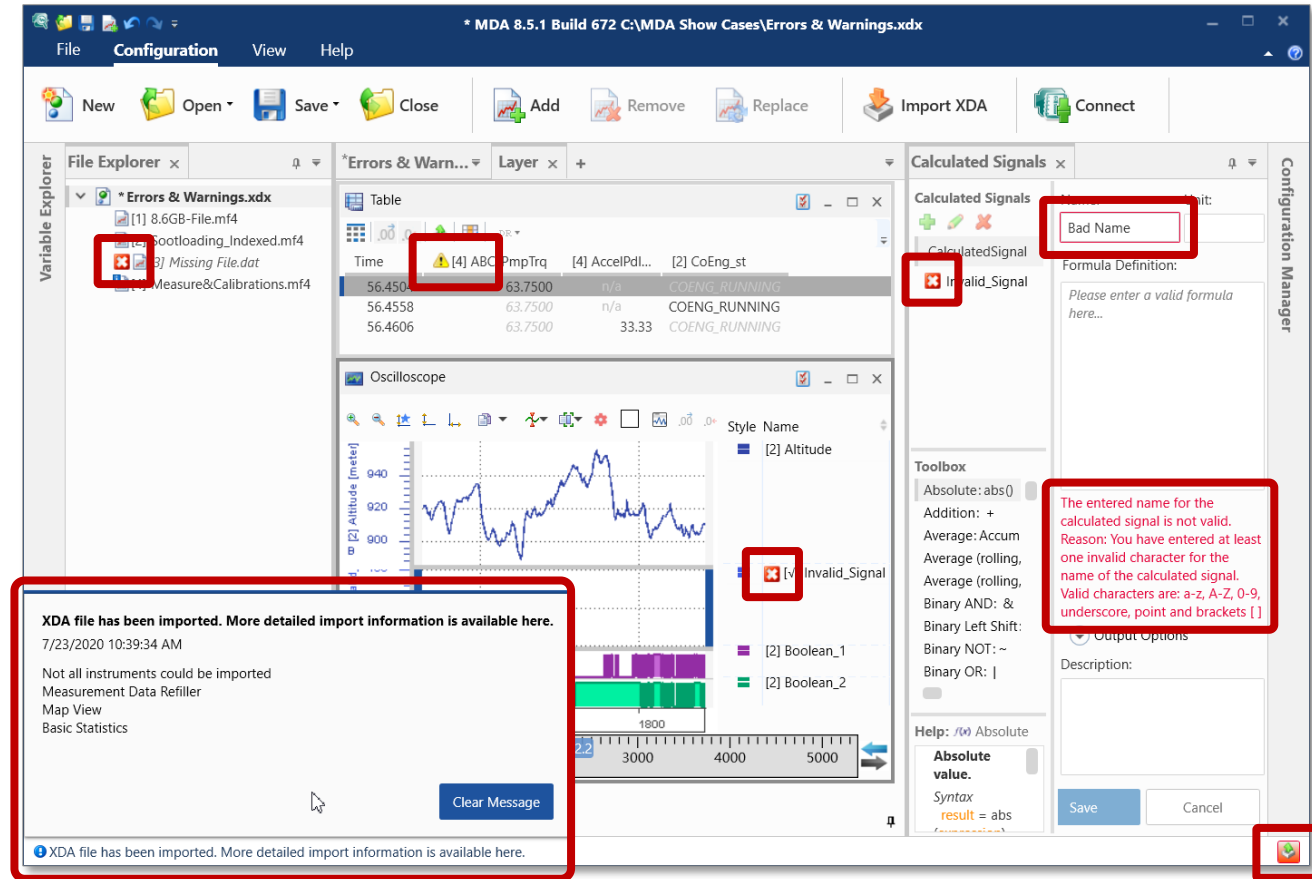 * MDA 8.5.1 Build 672 C:\MDA Show Cases\Errors & Warnings.xdx
File Configuration View Help
New Open Save Close Add Remove Replace Import XDA Connect
Variable Explorer
File Explorer
* Errors & Warnings.xdx
[1] 8.6GB-File.mf4
[2] Sootloading_Indexed.mf4
3] Missing File.dat
[4] Measure&Calibrations.mf4
*Errors & Warn... Layer +
Table
Time [4] ABC PmpTrq [4] AccelPdl... [2] CoEng_st
56.4504 63.7500 n/a COENG_RUNNING
56.4558 63.7500 n/a COENG_RUNNING
56.4606 63.7500 33.33 COENG_RUNNING
Oscilloscope
Style Name
[2] Altitude
Invalid_Signal
[2] Boolean_1
[2] Boolean_2
B [2] Altitude [meter]
940
920
900
1800
2.2 3000 4000 5000
Calculated Signals
Calculated Signals
CalculatedSignal
Invalid_Signal
Bad Name
Formula Definition:
Please enter a valid formula
here...
Toolbox
Absolute: abs()
Addition: +
Average: Accum
Average (rolling,
Average (rolling,
Binary AND: &
Binary Left Shift:
Binary NOT: ~
Binary OR: |
The entered name for the
calculated signal is not valid.
Reason: You have entered at least
one invalid character for the
name of the calculated signal.
Valid characters are: a-z, A-Z, 0-9,
underscore, point and brackets [ ]
Output Options
Description:
Help: f(x) Absolute
Absolute
value.
Syntax
result = abs
Save Cancel
Configuration Manager
XDA file has been imported. More detailed import information is available here.
7/23/2020 10:39:34 AM
Not all instruments could be imported
Measurement Data Refiller
Map View
Basic Statistics
Clear Message
XDA file has been imported. More detailed import information is available here.